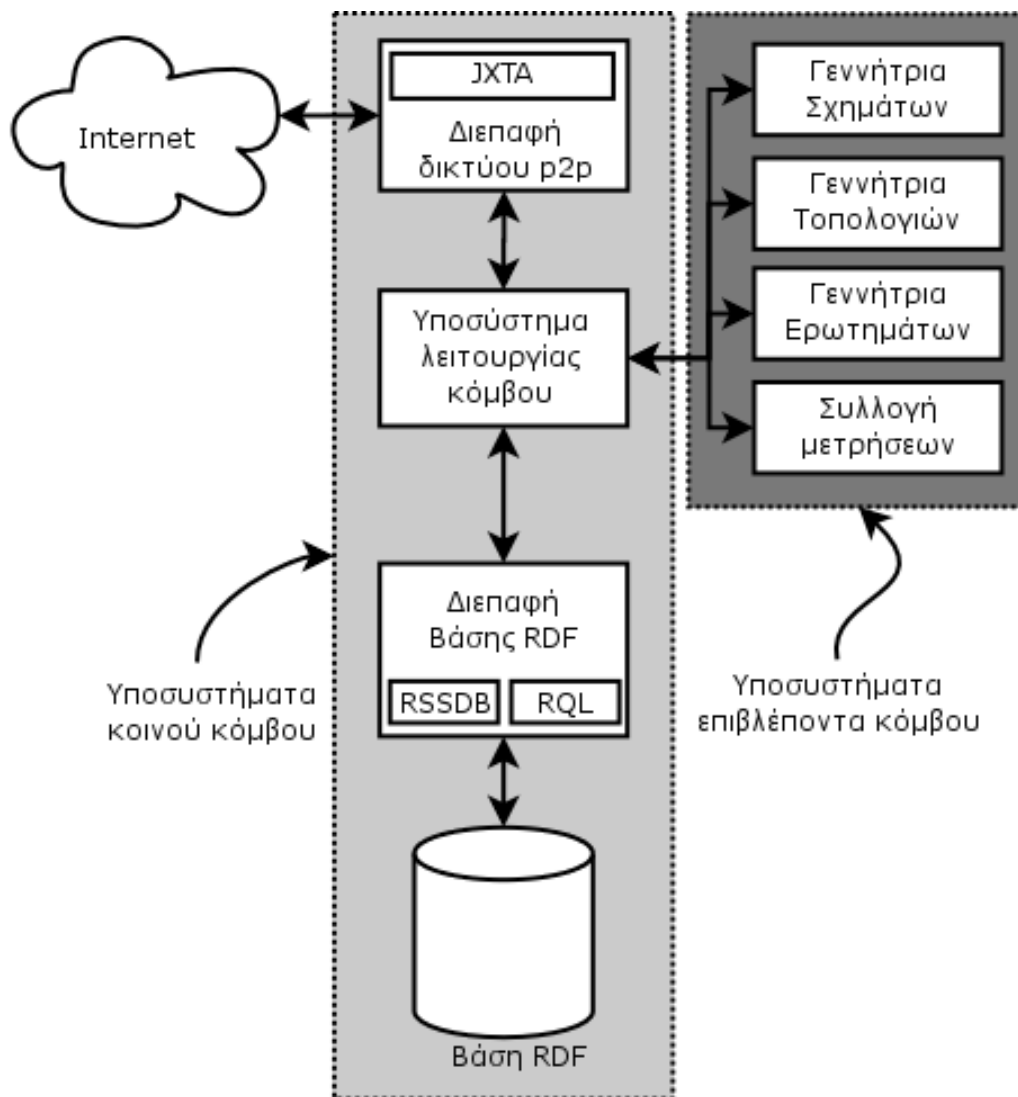 JXTA
Διεπαφή
δικτύου p2p
Internet
Γεννήτρια
Σχημάτων
Γεννήτρια
Τοπολογιών
Γεννήτρια
Ερωτημάτων
Συλλογή
μετρήσεων
Υποσύστημα
λειτουργίας
κόμβου
Διεπαφή
Βάσης RDF
RSSDB
RQL
Υποσυστήματα
κοινού κόμβου
Υποσυστήματα
επιβλέποντα κόμβου
Βάση RDF